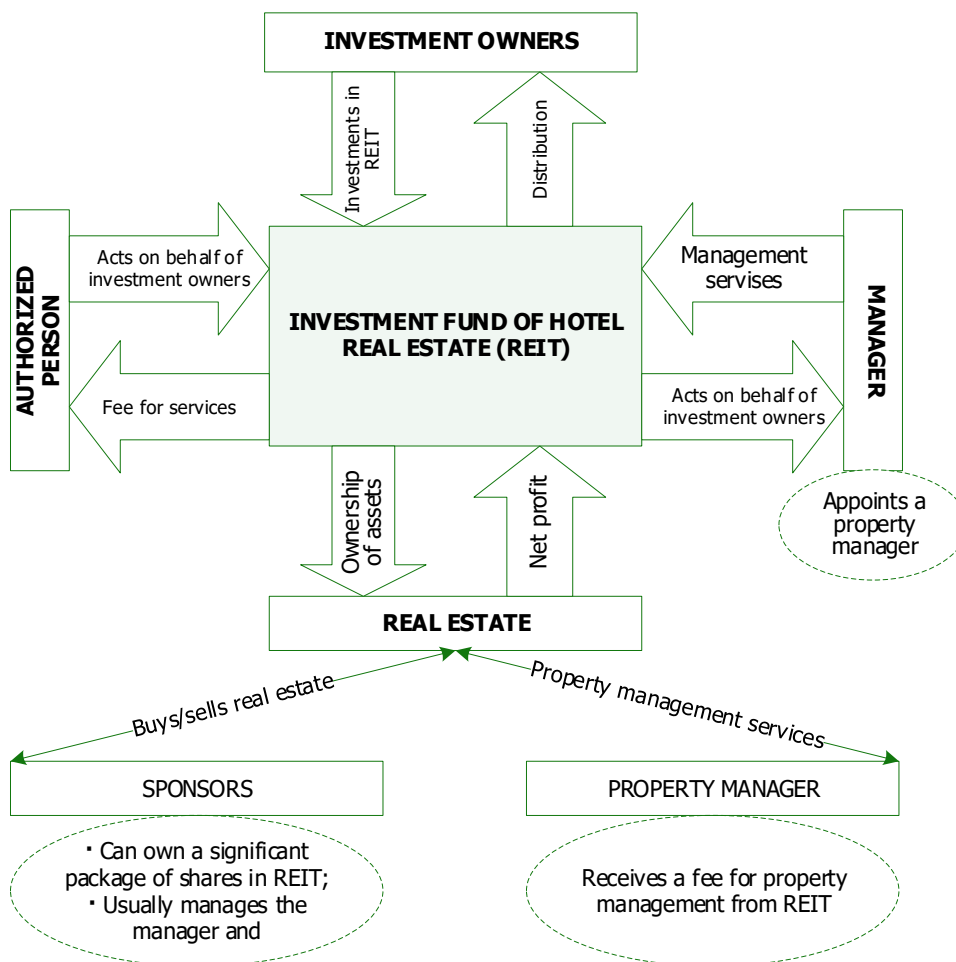 INVESTMENT OWNERS
Investments in
REIT
Distribution
AUTHORIZED
PERSON
Acts on behalf of
investment owners
Fee for services
INVESTMENT FUND OF HOTEL
REAL ESTATE (REIT)
Management
servises
Acts on behalf of
investment owners
MANAGER
Appoints a
property
manager
Ownership
of assets
Net profit
REAL ESTATE
Buys/sells real estate
Property management services
SPONSORS
· Can own a significant
package of shares in REIT;
· Usually manages the
manager and
PROPERTY MANAGER
Receives a fee for property
management from REIT